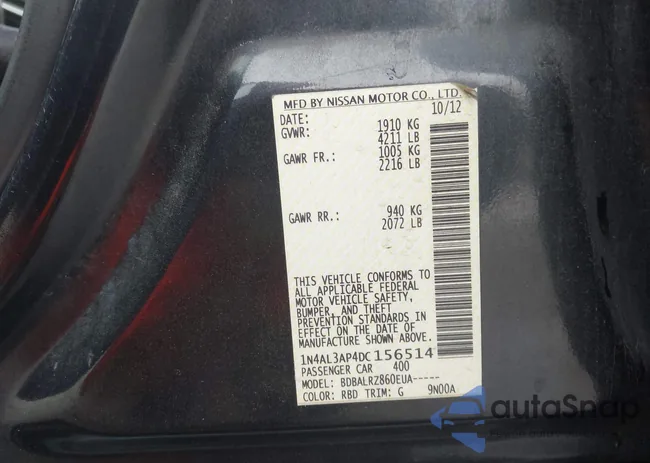 MFD BY NISSAN MOTOR CO., LTD.
DATE: 10/12
GVWR: 1910 KG
4211 LB
GAWR FR.: 1005 KG
2216 LB
GAWR RR.: 940 KG
2072 LB
THIS VEHICLE CONFORMS TO
ALL APPLICABLE FEDERAL
MOTOR VEHICLE SAFETY,
BUMPER, AND THEFT
PREVENTION STANDARDS IN
EFFECT ON THE DATE OF
MANUFACTURE SHOWN ABOVE.
1N4AL3AP4DC156514
PASSENGER CAR 400
MODEL: BDBALRZ860EUA-----
COLOR: RBD TRIM: G 9N00A
autoSnap